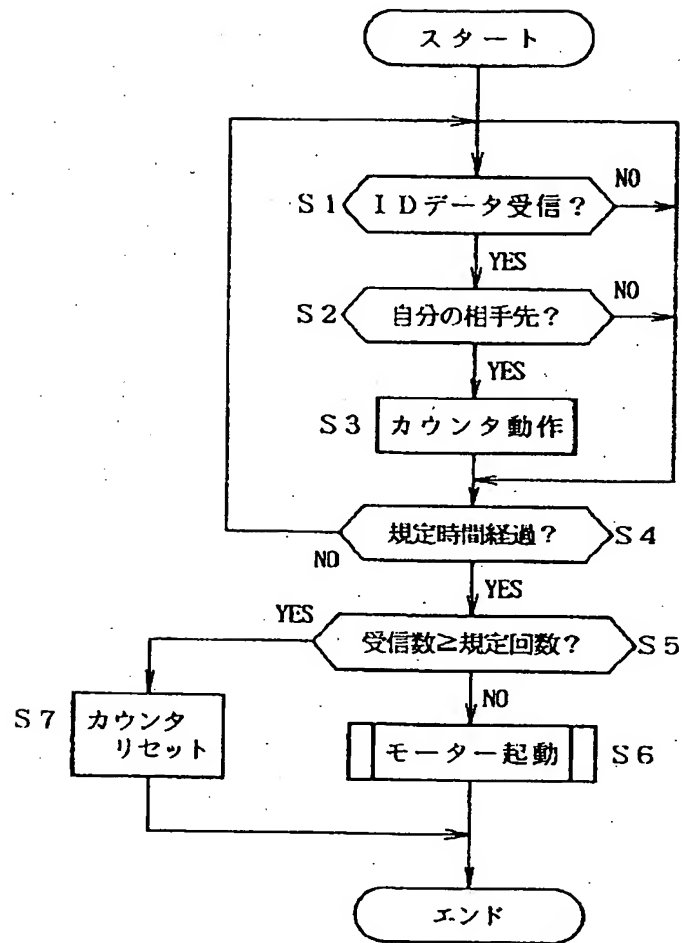 スタート
NO
S1 IDデータ受信?
YES
NO
S2 自分の相手先?
YES
S3 カウンタ動作
規定時間経過? S4
NO
YES
YES
受信数≧規定回数? S5
NO
S7 カウンタ
リセット
モーター起動 S6
エンド